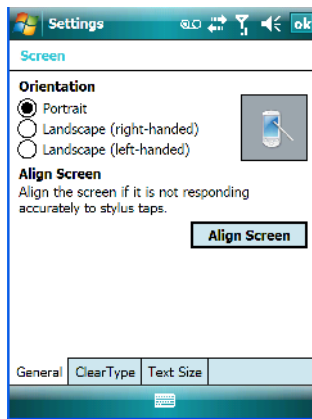 Settings
ok
Screen
Orientation
Portrait
Landscape (right-handed)
Landscape (left-handed)
Align Screen
Align the screen if it is not responding
accurately to stylus taps.
Align Screen
General ClearType Text Size